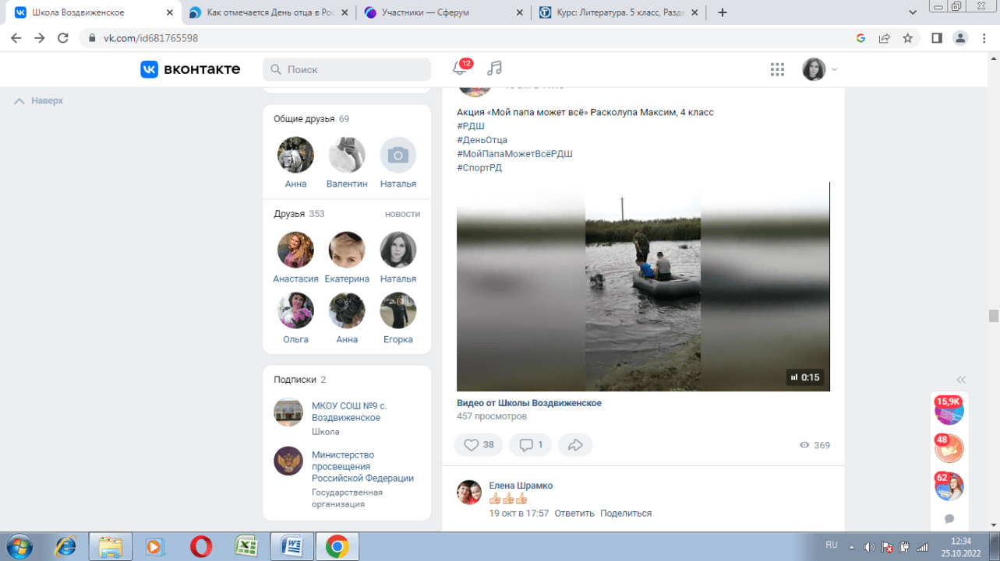 Школа Воздвиженское
Как отмечается День отца в Рос
Участники — Сферум
Курс: Литература. 5 класс, Разде
vk.com/id681765598
вконтакте
Поиск
12
Наверх
Общие друзья 69
Анна
Валентин
Наталья
Друзья 353
новости
Анастасия
Екатерина
Наталья
Ольга
Анна
Егорка
Подписки 2
МКОУ СОШ №9 с.
Воздвиженское
Школа
Министерство
просвещения
Российской Федерации
Государственная
организация
Акция «Мой папа может всё» Расколупа Максим, 4 класс
#РДШ
#ДеньОтца
#МойПапаМожетВсёРДШ
#СпортРД
0:15
Видео от Школы Воздвиженское
457 просмотров
38
1
369
Елена Шрамко
19 окт в 17:57 Ответить Поделиться
15,9K
48
62
RU
12:34
25.10.2022